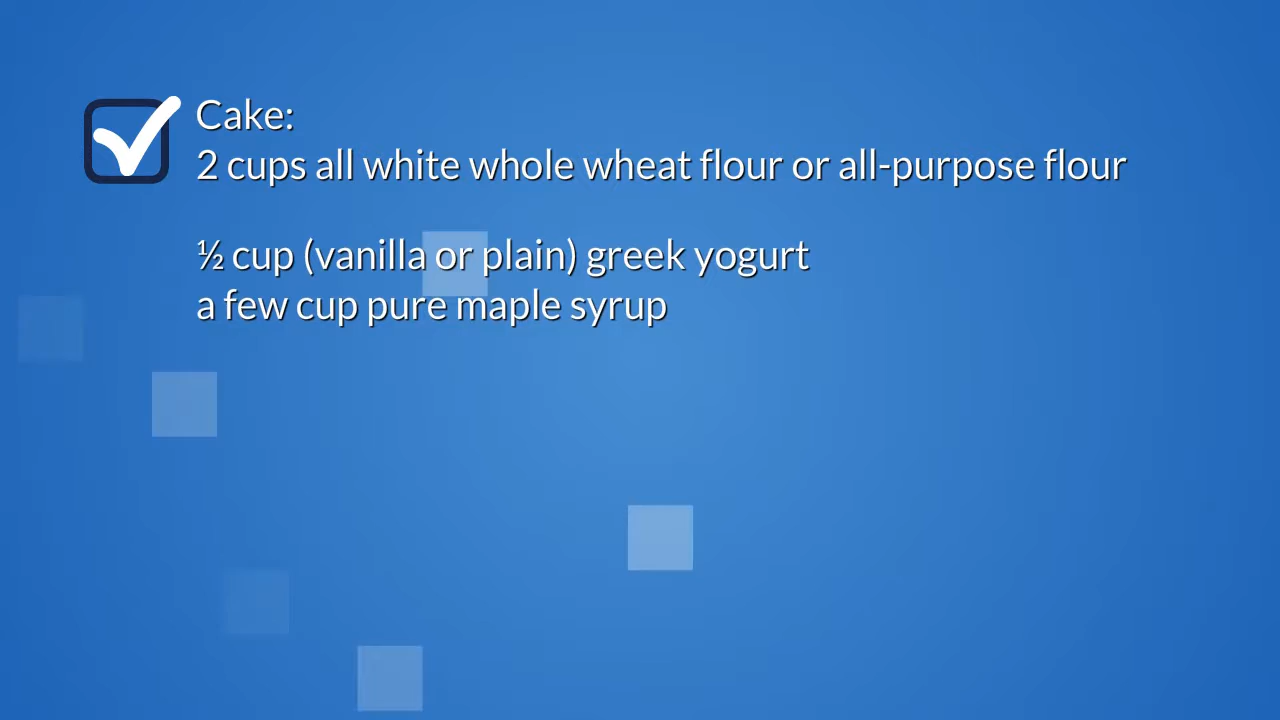 Cake:
2 cups all white whole wheat flour or all-purpose flour
½ cup (vanilla or plain) greek yogurt
a few cup pure maple syrup